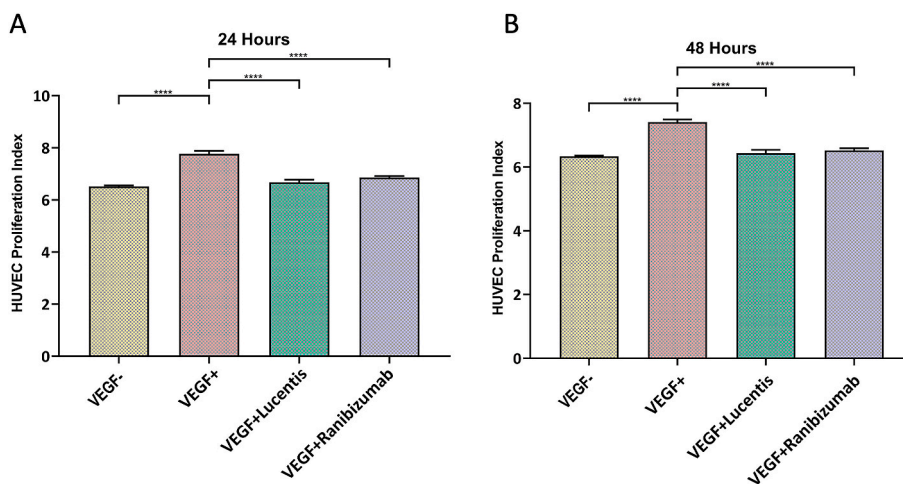 A
24 Hours
****
****
****
HUVEC Proliferation Index
10
8
6
4
2
0
VEGF-
VEGF+
VEGF+Lucentis
VEGF+Ranibizumab
B
48 Hours
****
****
****
HUVEC Proliferation Index
8
6
4
2
0
VEGF-
VEGF+
VEGF+Lucentis
VEGF+Ranibizumab